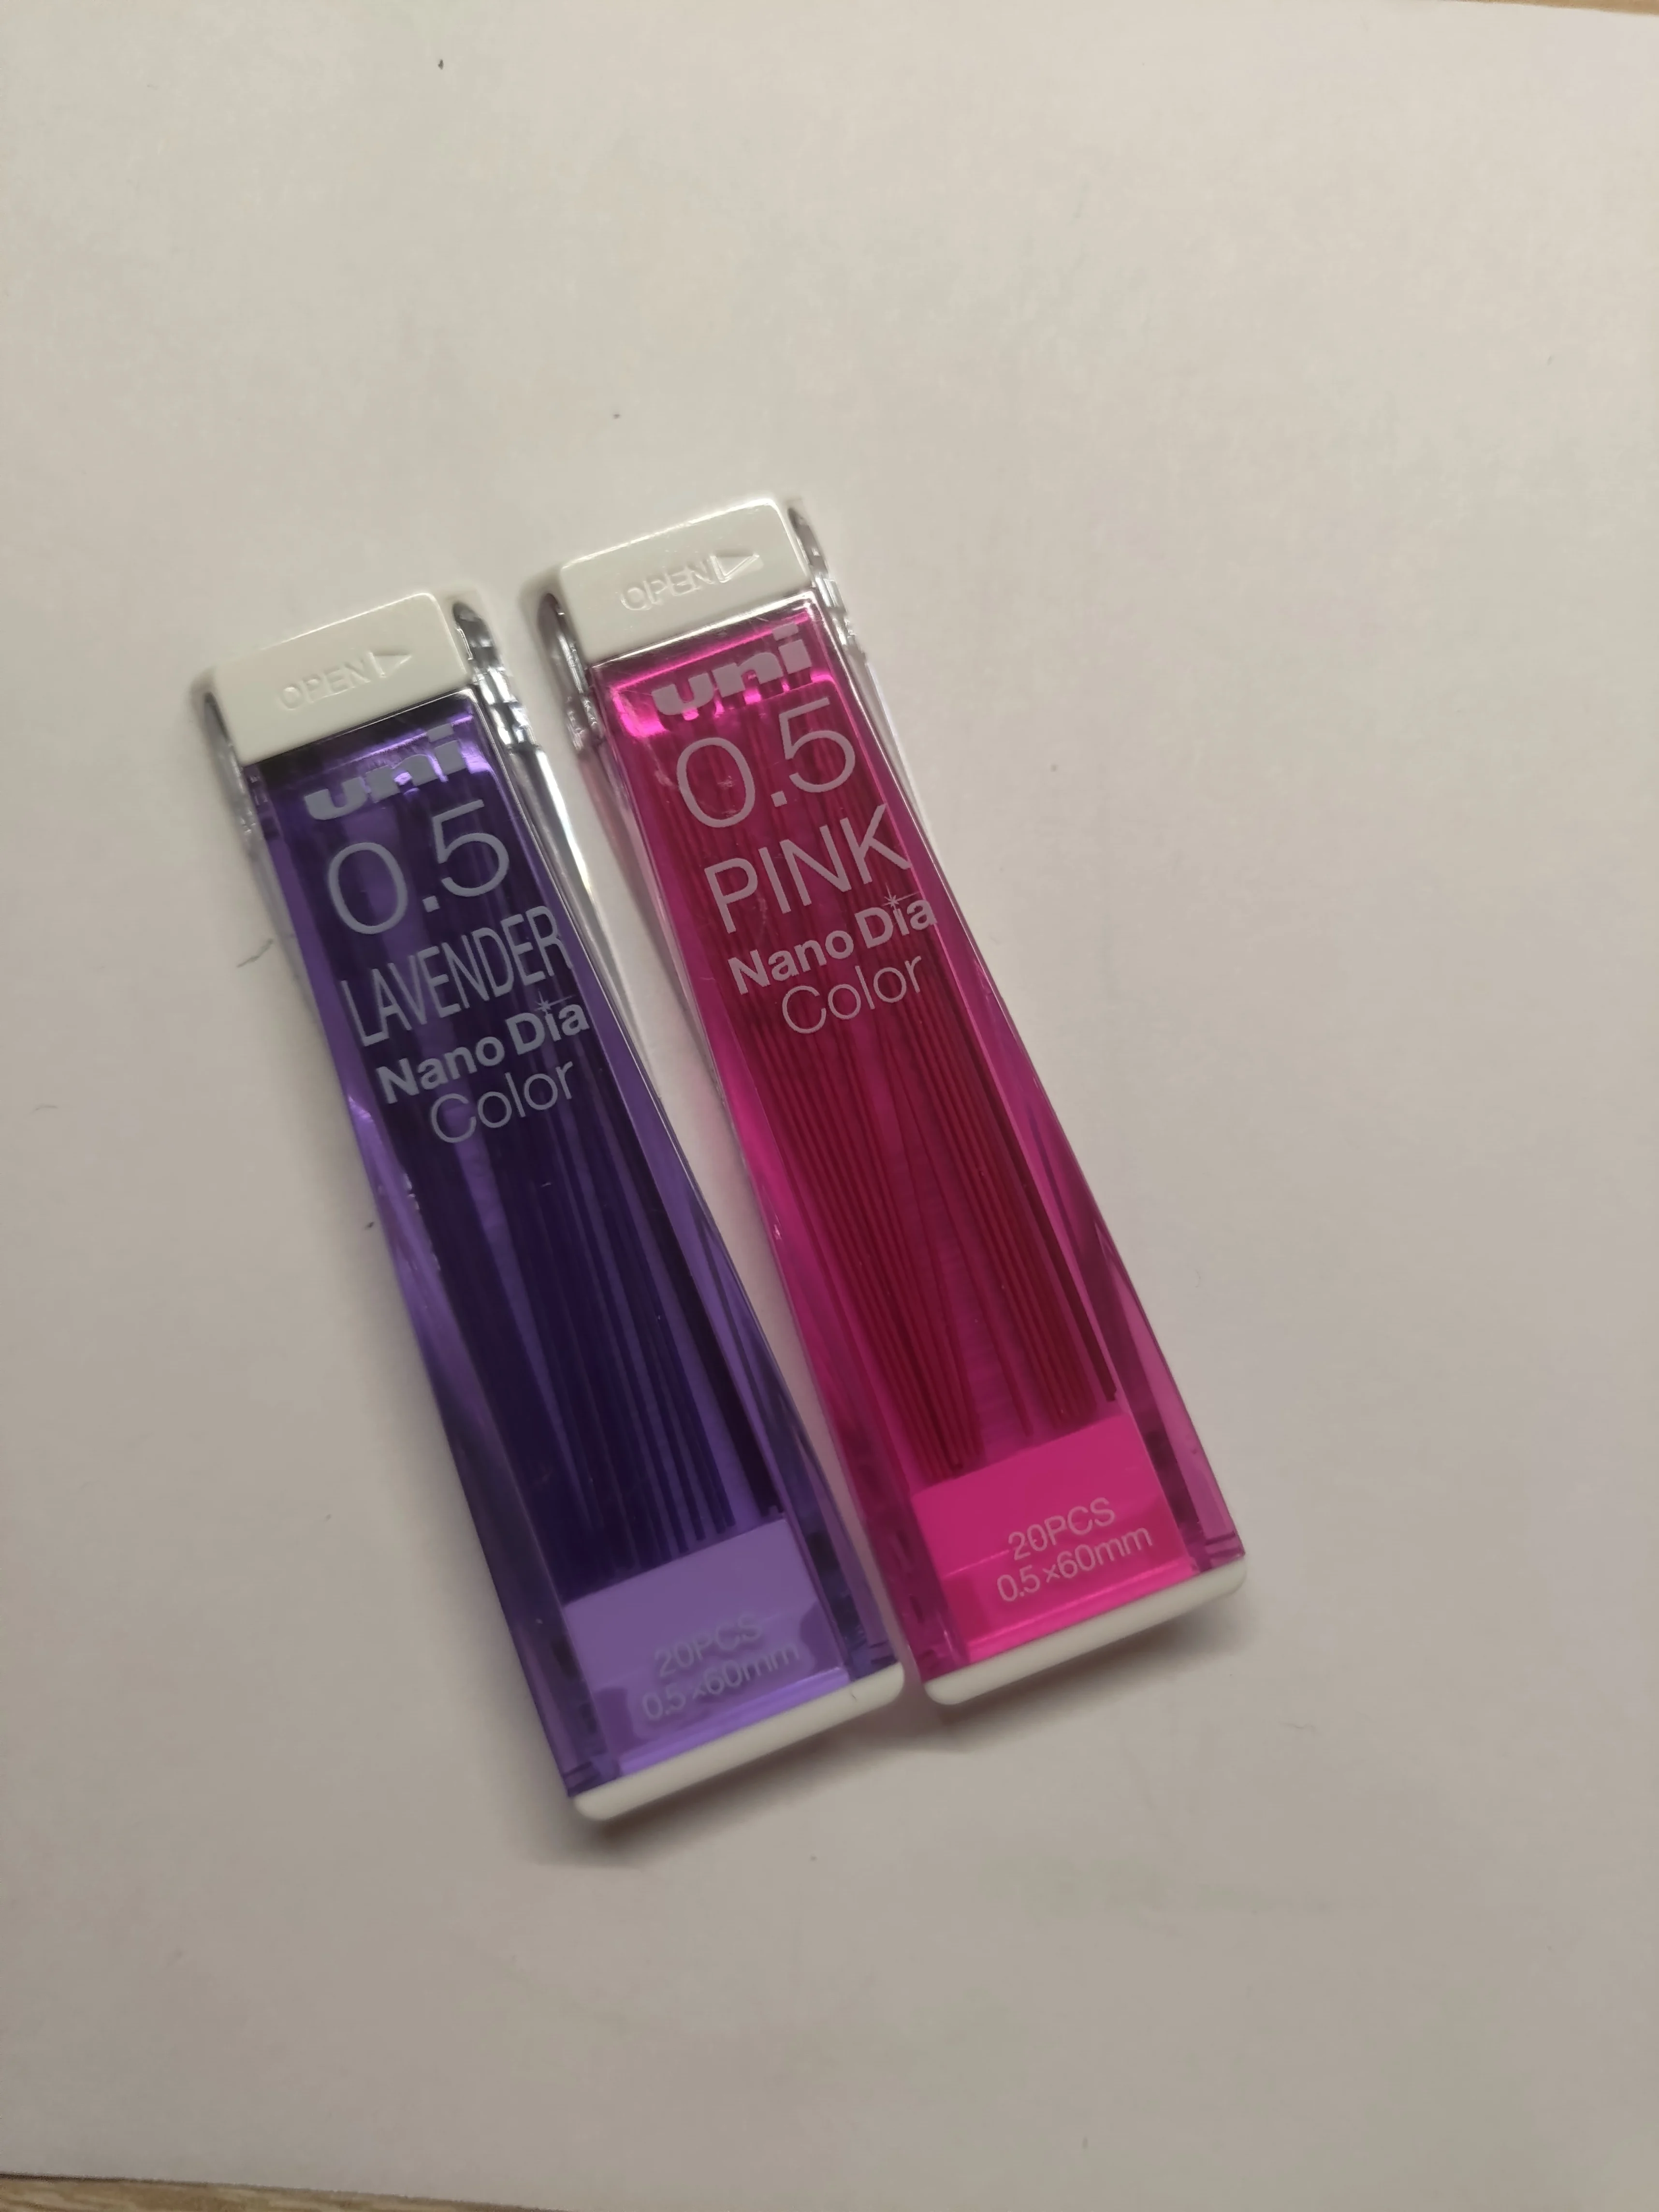 OPEN
uni
0.5
LAVENDER
Nano Dia
Color
20PCS
0.5×60mm
OPEN
uni
0.5
PINK
Nano Dia
Color
20PCS
0.5×60mm